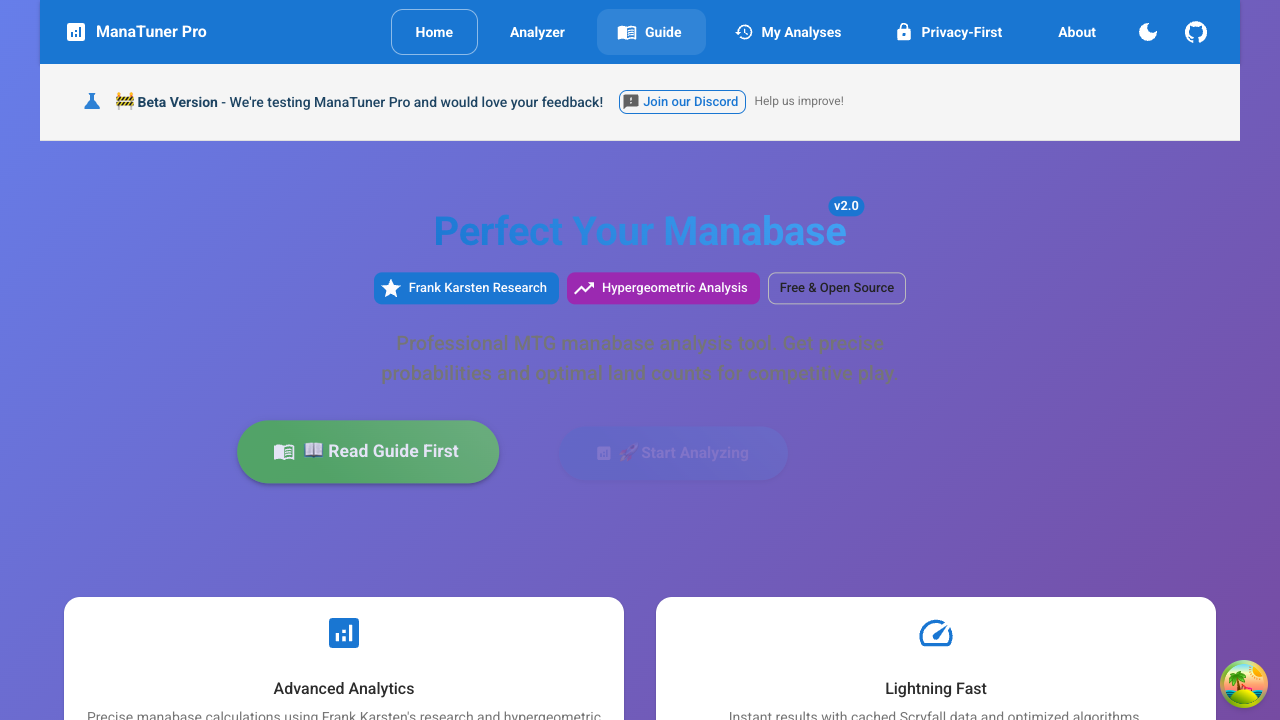 ManaTuner Pro
Home
Analyzer
Guide
My Analyses
Privacy-First
About
🚧 Beta Version - We're testing ManaTuner Pro and would love your feedback!
Join our Discord
Help us improve!
v2.0
Perfect Your Manabase
Frank Karsten Research
Hypergeometric Analysis
Free & Open Source
Professional MTG manabase analysis tool. Get precise
probabilities and optimal land counts for competitive play.
📖 Read Guide First
🚀 Start Analyzing
Advanced Analytics
Lightning Fast
Precise manabase calculations using Frank Karsten's research and hypergeometric
Instant results with cached Scryfall data and optimized algorithms